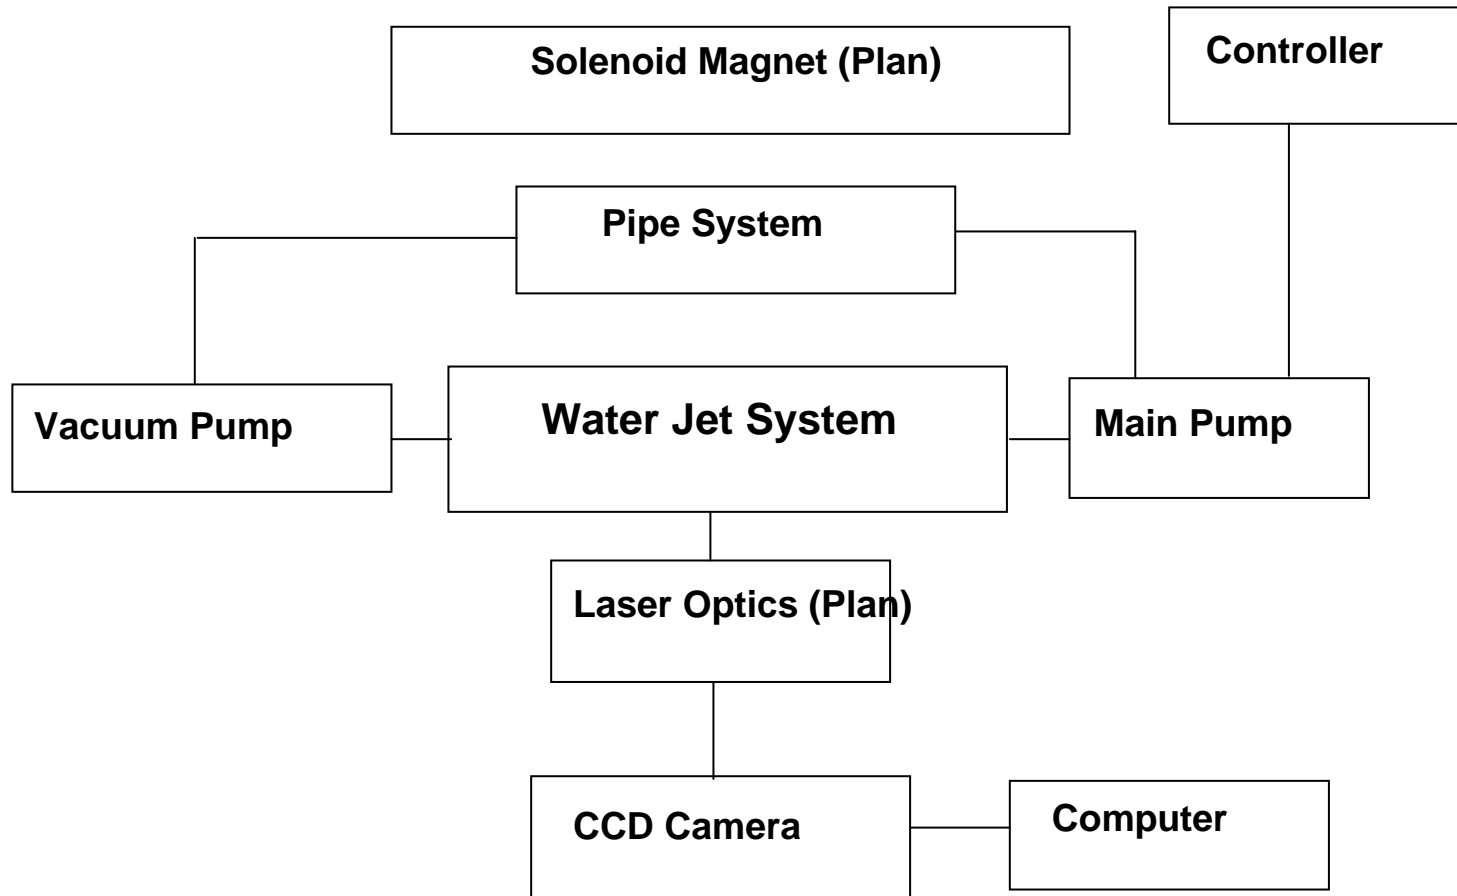 Solenoid Magnet (Plan)
Controller
Pipe System
Vacuum Pump
Water Jet System
Main Pump
Laser Optics (Plan)
CCD Camera
Computer